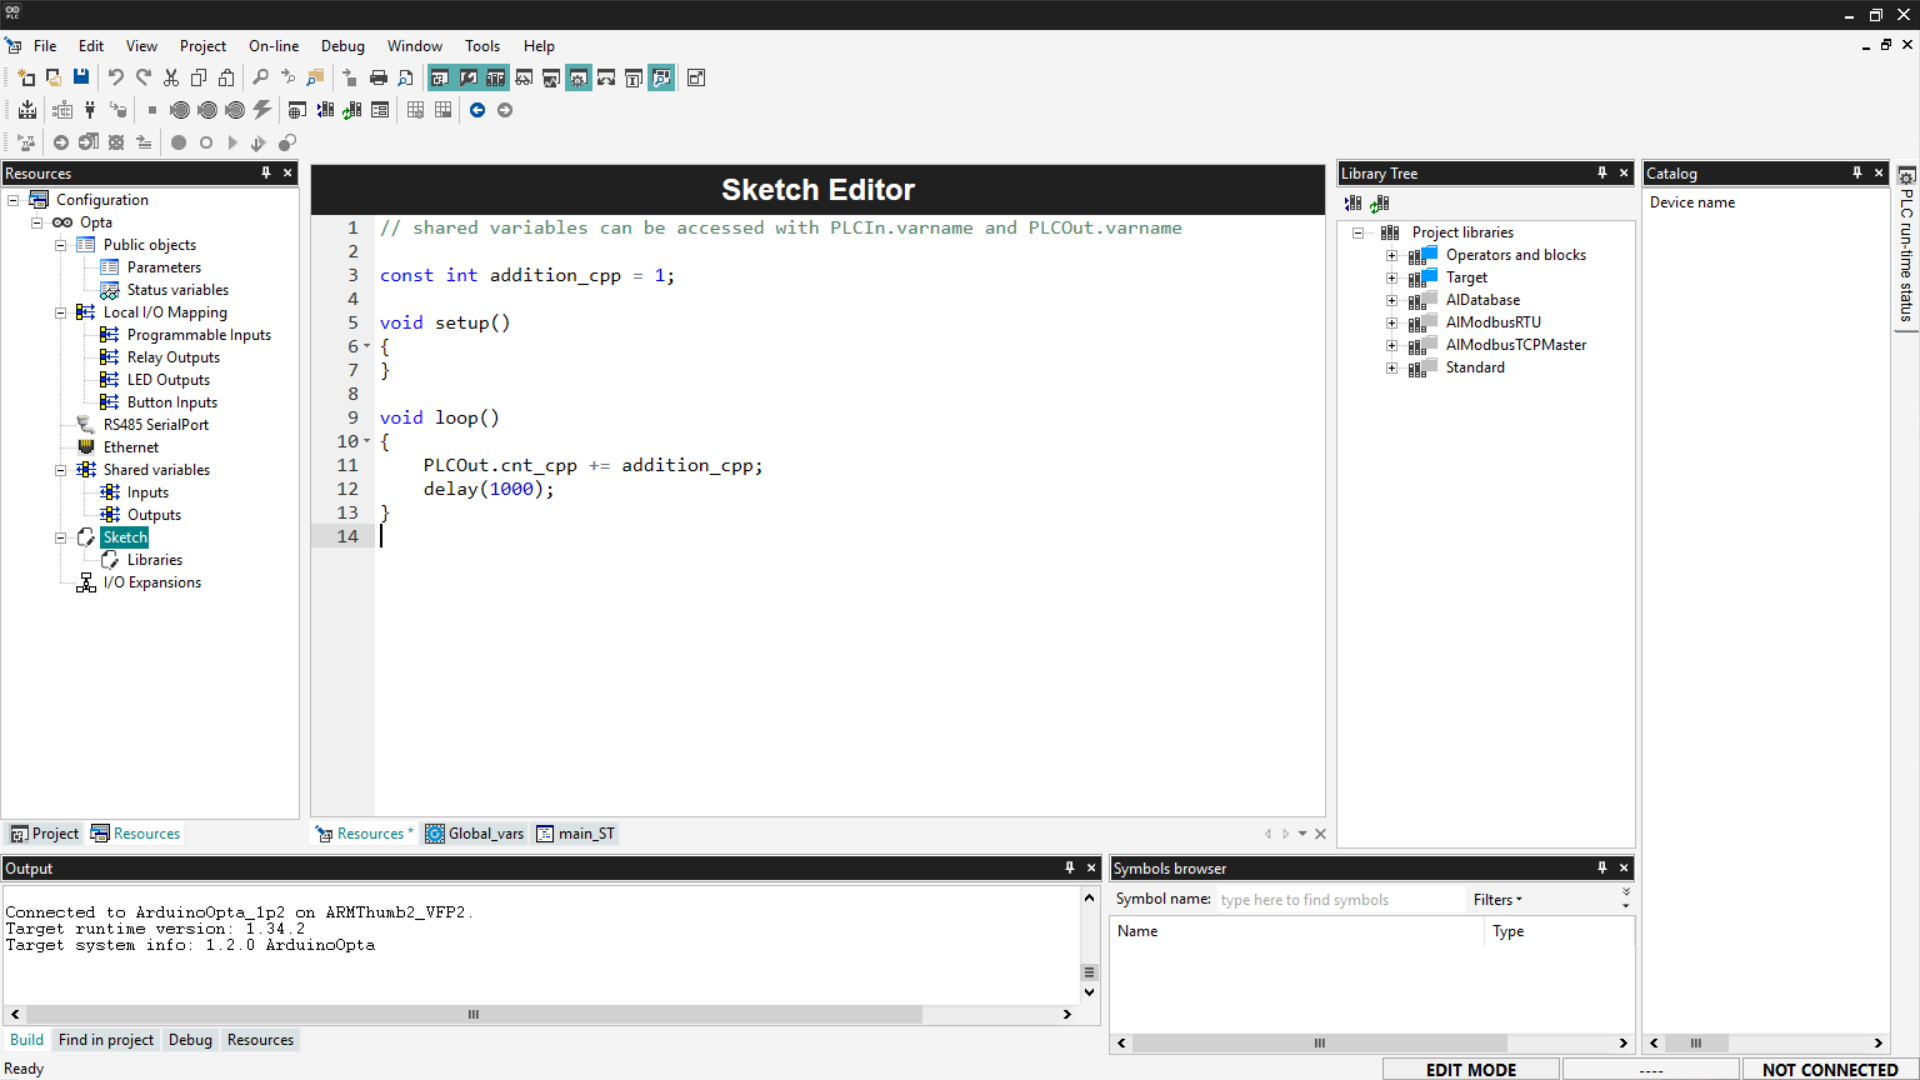 File Edit View Project On-line Debug Window Tools Help
Resources
Configuration
Opta
Public objects
Parameters
Status variables
Local I/O Mapping
Programmable Inputs
Relay Outputs
LED Outputs
Button Inputs
RS485 SerialPort
Ethernet
Shared variables
Inputs
Outputs
Sketch
Libraries
I/O Expansions
Project Resources
Sketch Editor
1 // shared variables can be accessed with PLCIn.varname and PLCOut.varname
2
3 const int addition_cpp = 1;
4
5 void setup()
6 {
7 }
8
9 void loop()
10 {
11 PLCOut.cnt_cpp += addition_cpp;
12 delay(1000);
13 }
14
Resources * Global_vars main_ST
Library Tree
Project libraries
Operators and blocks
Target
AlDatabase
AlModbusRTU
AlModbusTCPMaster
Standard
Catalog
Device name
PLC run-time status
Output
Connected to ArduinoOpta_1p2 on ARMThumb2_VFP2.
Target runtime version: 1.34.2
Target system info: 1.2.0 ArduinoOpta
Build Find in project Debug Resources
Symbols browser
Symbol name: type here to find symbols Filters
Name Type
Ready
EDIT MODE ---- NOT CONNECTED